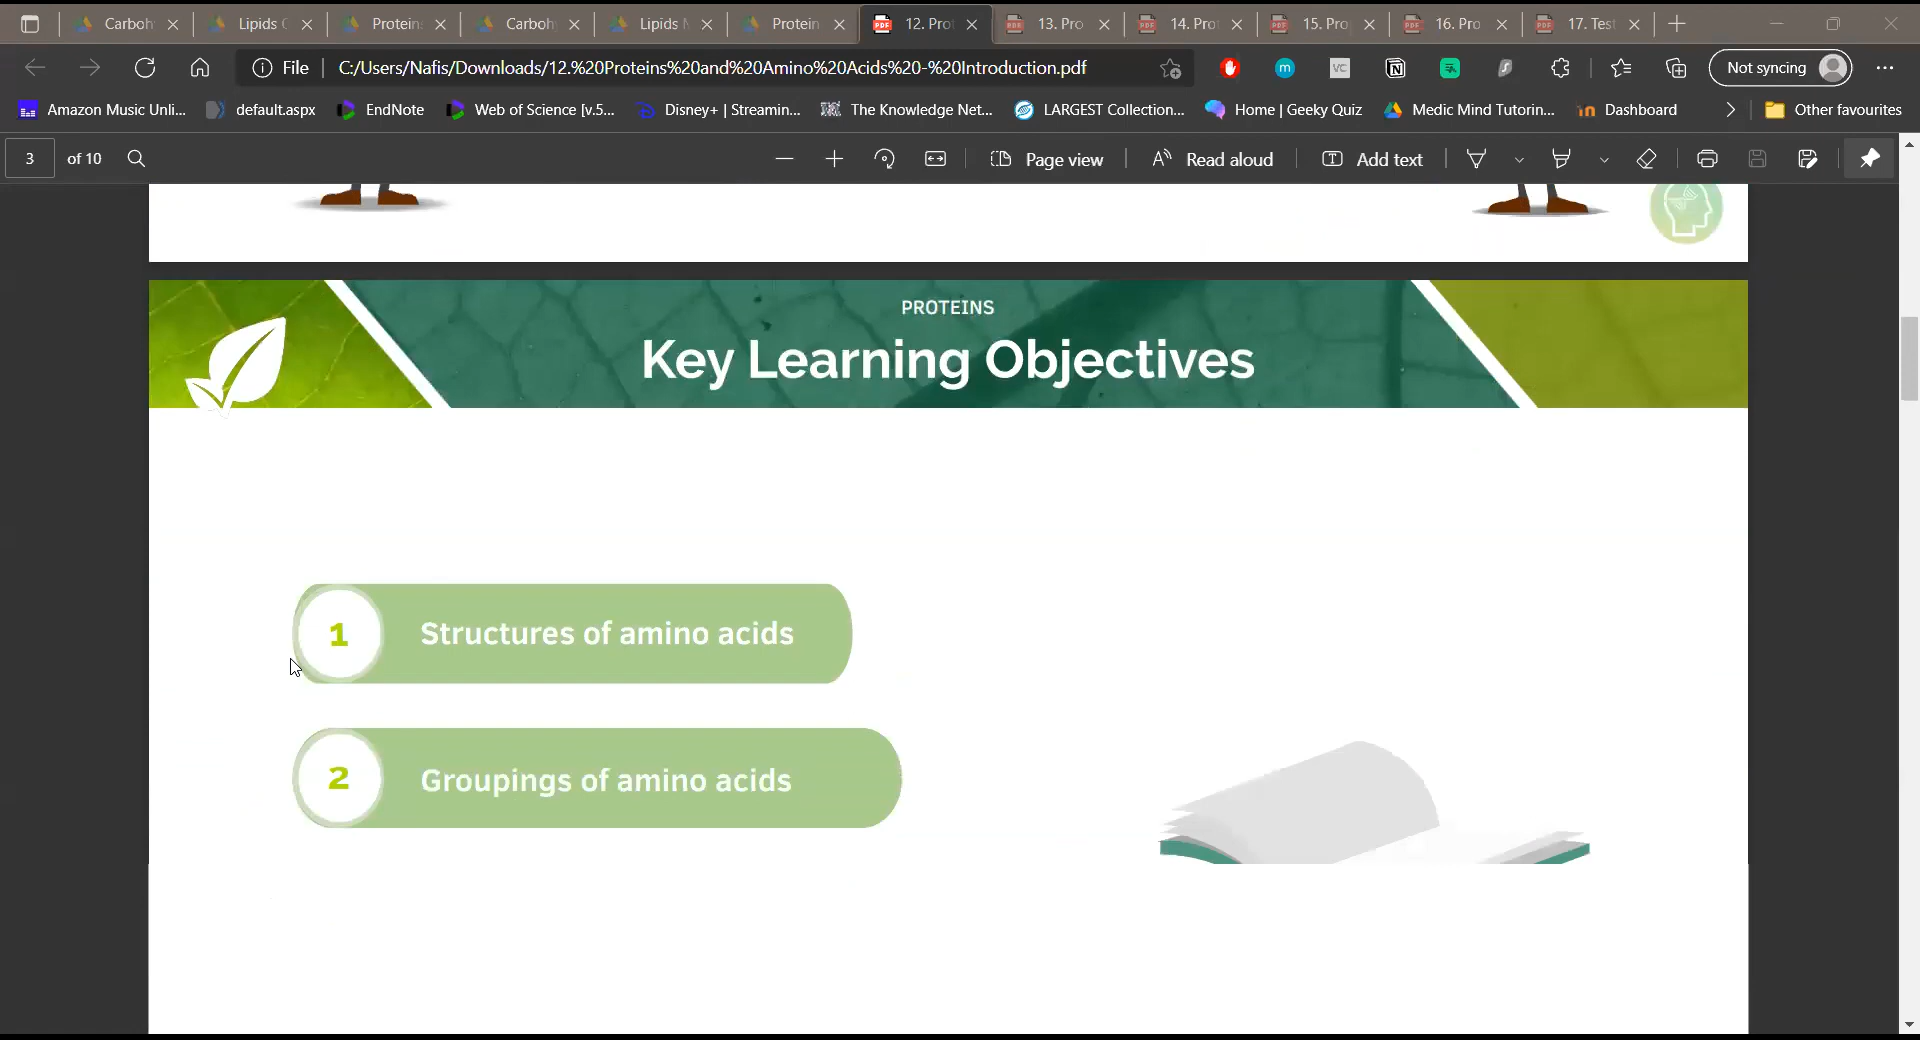 Carboh
Lipids
Protein
Carboh
Lipids
Protein
12. Pro
13. Pro
14. Pro
15. Pro
16. Pro
17. Test
File
C:/Users/Nafis/Downloads/12.%20Proteins%20and%20Amino%20Acids%20-%20Introduction.pdf
m
VC
Not syncing
Amazon Music Unli...
default.aspx
EndNote
Web of Science [v.5...
Disney+ | Streamin...
The Knowledge Net...
LARGEST Collection...
Home | Geeky Quiz
Medic Mind Tutorin...
Dashboard
Other favourites
3 of 10
Page view
Read aloud
Add text
PROTEINS
Key Learning Objectives
1 Structures of amino acids
2 Groupings of amino acids